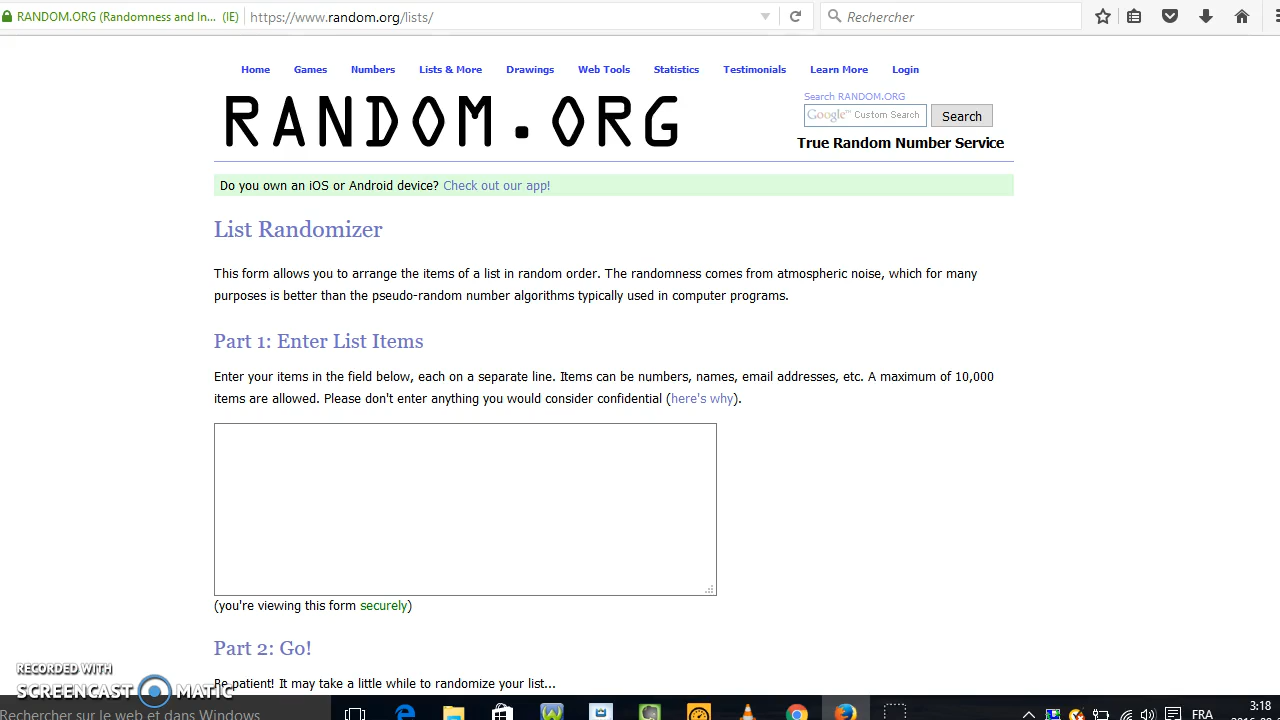 RANDOM.ORG (Randomness and In... (IE) https://www.random.org/lists/ Rechercher
Home Games Numbers Lists & More Drawings Web Tools Statistics Testimonials Learn More Login
RANDOM.ORG
Search RANDOM.ORG
Google™ Custom Search Search
True Random Number Service
Do you own an iOS or Android device? Check out our app!
List Randomizer
This form allows you to arrange the items of a list in random order. The randomness comes from atmospheric noise, which for many
purposes is better than the pseudo-random number algorithms typically used in computer programs.
Part 1: Enter List Items
Enter your items in the field below, each on a separate line. Items can be numbers, names, email addresses, etc. A maximum of 10,000
items are allowed. Please don't enter anything you would consider confidential (here's why).
(you're viewing this form securely)
Part 2: Go!
RECORDED WITH
SCREENCAST MATIC
Be patient! It may take a little while to randomize your list...
Rechercher sur le web et dans Windows
FRA
3:18